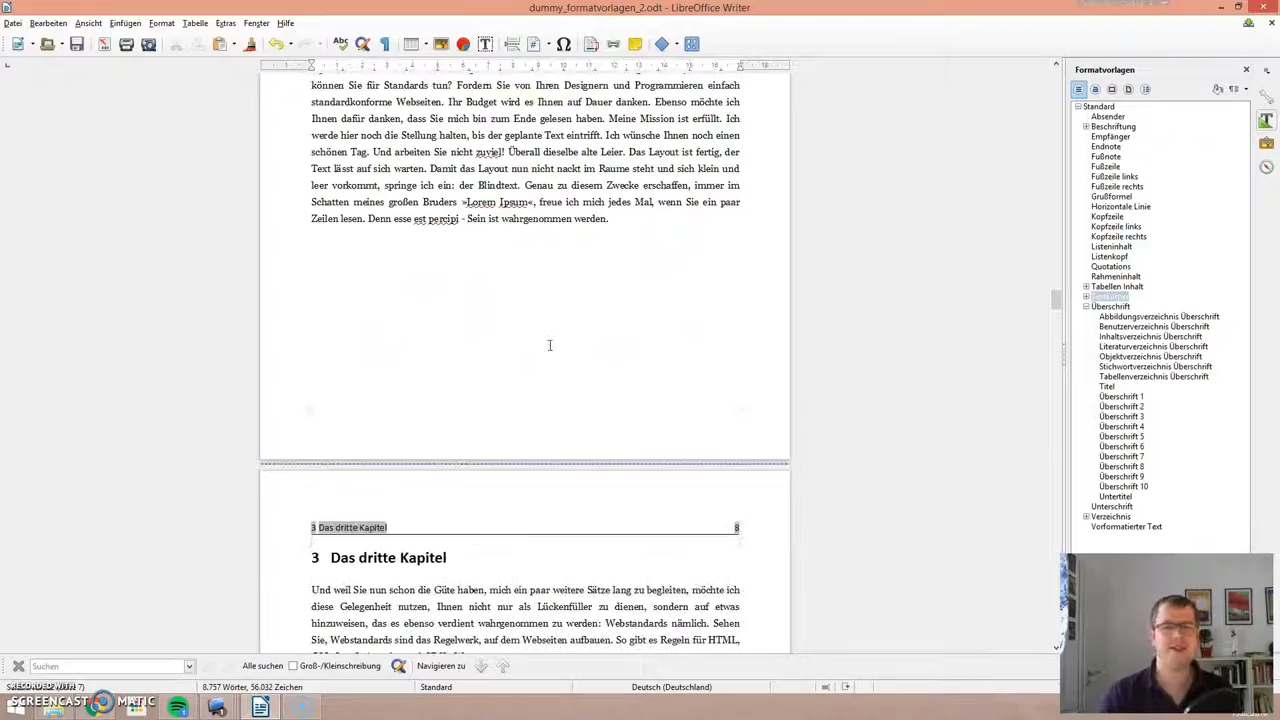 dummy_formatvorlagen_2.odt - LibreOffice Writer
Datei Bearbeiten Ansicht Einfügen Format Tabelle Extras Fenster Hilfe
können Sie für Standards tun? Fordern Sie von Ihren Designern und Programmieren einfach
standardkonforme Webseiten. Ihr Budget wird es Ihnen auf Dauer danken. Ebenso möchte ich
Ihnen dafür danken, dass Sie mich bin zum Ende gelesen haben. Meine Mission ist erfüllt. Ich
werde hier noch die Stellung halten, bis der geplante Text eintrifft. Ich wünsche Ihnen noch einen
schönen Tag. Und arbeiten Sie nicht zuviel! Überall dieselbe alte Leier. Das Layout ist fertig, der
Text lässt auf sich warten. Damit das Layout nun nicht nackt im Raume steht und sich klein und
leer vorkommt, springe ich ein: der Blindtext. Genau zu diesem Zwecke erschaffen, immer im
Schatten meines großen Bruders »Lorem Ipsum«, freue ich mich jedes Mal, wenn Sie ein paar
Zeilen lesen. Denn esse est percipi - Sein ist wahrgenommen werden.
3 Das dritte Kapitel 8
3 Das dritte Kapitel
Und weil Sie nun schon die Güte haben, mich ein paar weitere Sätze lang zu begleiten, möchte ich
diese Gelegenheit nutzen, Ihnen nicht nur als Lückenfüller zu dienen, sondern auf etwas
hinzuweisen, das es ebenso verdient wahrgenommen zu werden: Webstandards nämlich. Sehen
Sie, Webstandards sind das Regelwerk, auf dem Webseiten aufbauen. So gibt es Regeln für HTML,
Formatvorlagen
Standard
Absender
Beschriftung
Empfänger
Endnote
Fußnote
Fußzeile
Fußzeile links
Fußzeile rechts
Grußformel
Horizontale Linie
Kopfzeile
Kopfzeile links
Kopfzeile rechts
Listeninhalt
Listenkopf
Quotations
Rahmeninhalt
Tabellen Inhalt
Überschrift
Abbildungsverzeichnis Überschrift
Benutzerverzeichnis Überschrift
Inhaltsverzeichnis Überschrift
Literaturverzeichnis Überschrift
Objektverzeichnis Überschrift
Stichwortverzeichnis Überschrift
Tabellenverzeichnis Überschrift
Titel
Überschrift 1
Überschrift 2
Überschrift 3
Überschrift 4
Überschrift 5
Überschrift 6
Überschrift 7
Überschrift 8
Überschrift 9
Überschrift 10
Untertitel
Unterschrift
Verzeichnis
Vorformatierter Text
Suchen Alle suchen Groß-/Kleinschreibung Navigieren zu
8.757 Wörter, 56.032 Zeichen Standard Deutsch (Deutschland)
RECORDED WITH
SCREENCAST MATIC